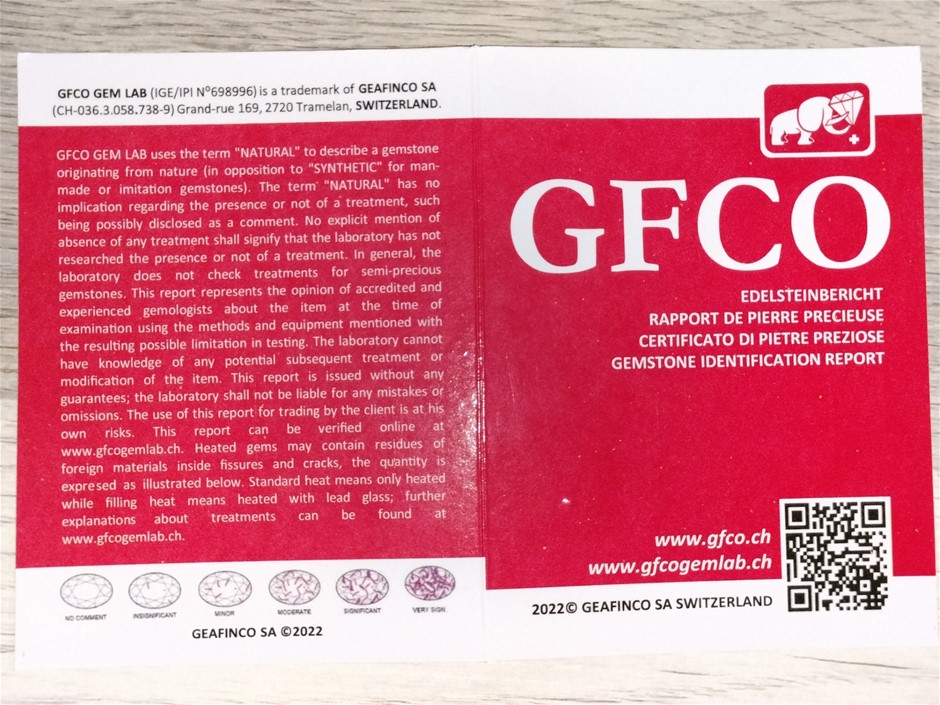 GFCO GEM LAB (IGE/IPI N⁰698996) is a trademark of GEAFINCO SA
(CH-036.3.058.738-9) Grand-rue 169, 2720 Tramelan, SWITZERLAND.
GFCO GEM LAB uses the term "NATURAL" to describe a gemstone
originating from nature (in opposition to "SYNTHETIC" for man-
made or imitation gemstones). The term "NATURAL" has no
implication regarding the presence or not of a treatment, such
being possibly disclosed as a comment. No explicit mention of
absence of any treatment shall signify that the laboratory has not
researched the presence or not of a treatment. In general, the
laboratory does not check treatments for semi-precious
gemstones. This report represents the opinion of accredited and
experienced gemologists about the item at the time of
examination using the methods and equipment mentioned with
the resulting possible limitation in testing. The laboratory cannot
have knowledge of any potential subsequent treatment or
modification of the item. This report is issued without any
guarantees; the laboratory shall not be liable for any mistakes or
omissions. The use of this report for trading by the client is at his
own risks. This report can be verified online at
www.gfcogemlab.ch. Heated gems may contain residues of
foreign materials inside fissures and cracks, the quantity is
expresed as illustrated below. Standard heat means only heated
while filling heat means heated with lead glass; further
explanations about treatments can be found at
www.gfcogemlab.ch.
NO COMMENT INSIGNIFICANT MINOR MODERATE SIGNIFICANT VERY SIGN.
GEAFINCO SA ©2022
GFCO
EDELSTEINBERICHT
RAPPORT DE PIERRE PRECIEUSE
CERTIFICATO DI PIETRE PREZIOSE
GEMSTONE IDENTIFICATION REPORT
www.gfco.ch
www.gfcogemlab.ch
2022© GEAFINCO SA SWITZERLAND